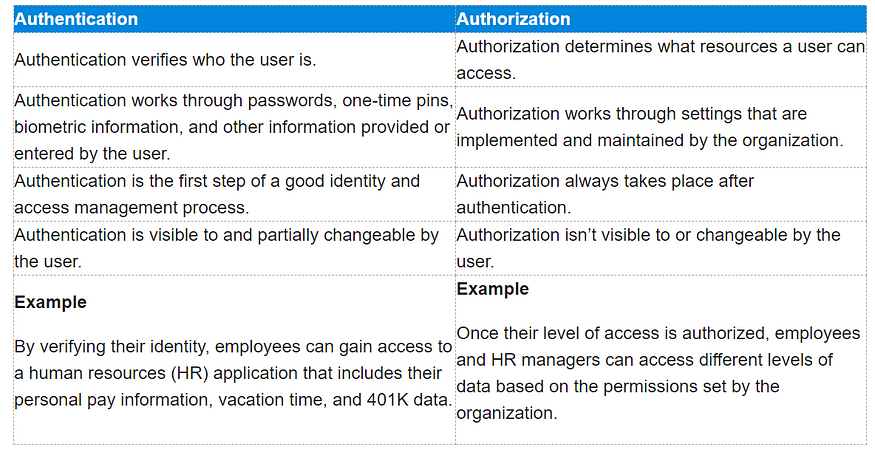 Authentication
Authorization
Authentication verifies who the user is.
Authorization determines what resources a user can
access.
Authentication works through passwords, one-time pins,
biometric information, and other information provided or
entered by the user.
Authorization works through settings that are
implemented and maintained by the organization.
Authentication is the first step of a good identity and
access management process.
Authorization always takes place after
authentication.
Authentication is visible to and partially changeable by
the user.
Authorization isn’t visible to or changeable by the
user.
Example
By verifying their identity, employees can gain access to
a human resources (HR) application that includes their
personal pay information, vacation time, and 401K data.
Example
Once their level of access is authorized, employees
and HR managers can access different levels of
data based on the permissions set by the
organization.